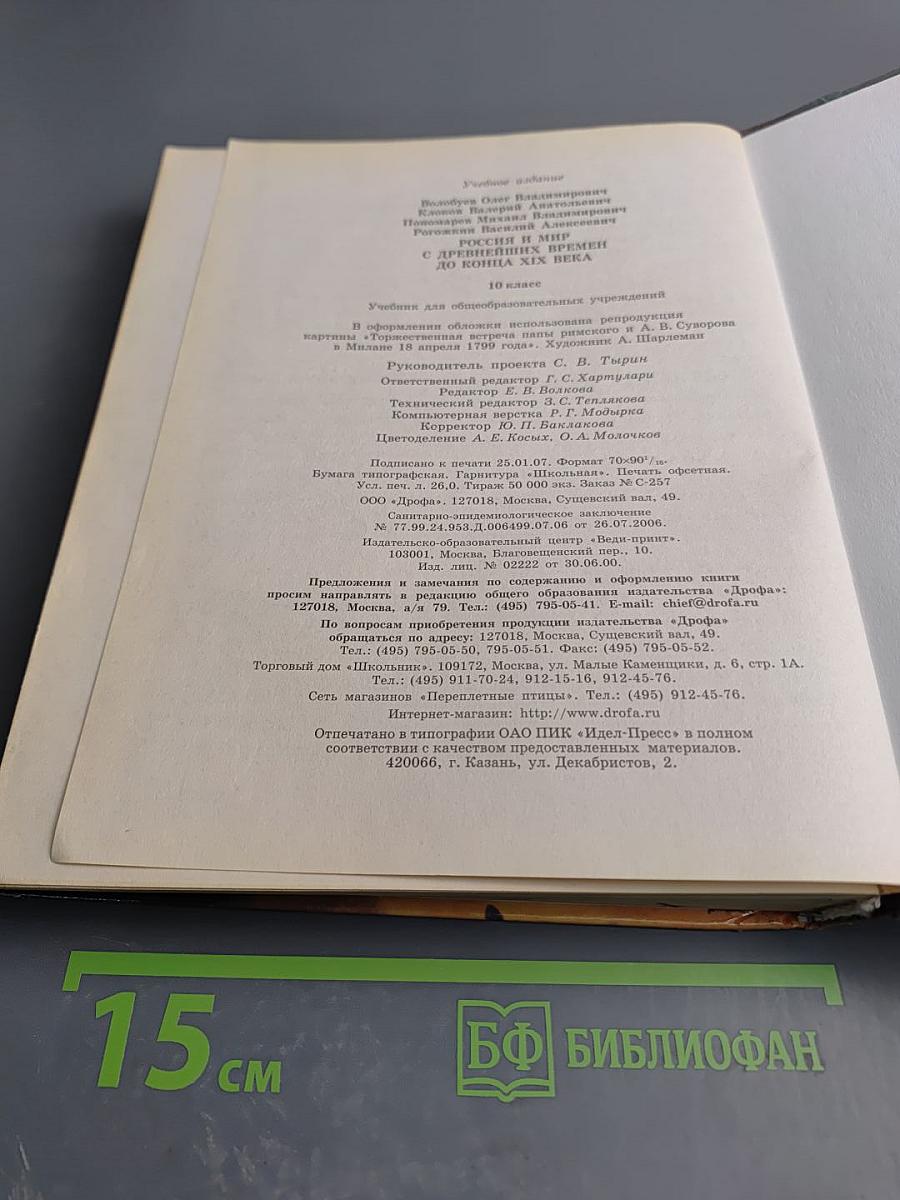 Учебное издание
Волобуев Олег Владимирович
Клоков Валерий Анатольевич
Пономарев Михаил Владимирович
Рогожкин Василий Алексеевич
РОССИЯ И МИР
С ДРЕВНЕЙШИХ ВРЕМЕН
ДО КОНЦА XIX ВЕКА
10 класс
Учебник для общеобразовательных учреждений
В оформлении обложки использована репродукция
картины «Торжественная встреча папы римского и А. В. Суворова
в Милане 18 апреля 1799 года». Художник А. Шарлеман
Руководитель проекта С. В. Тырин
Ответственный редактор Г. С. Хартулари
Редактор Е. В. Волкова
Технический редактор З. С. Теплякова
Компьютерная верстка Р. Г. Модырка
Корректор Ю. П. Баклакова
Цветоделение А. Е. Косых, О. А. Молочков
Подписано к печати 25.01.07. Формат 70×90¹/₁₆.
Бумага типографская. Гарнитура «Школьная». Печать офсетная.
Усл. печ. л. 26,0. Тираж 50 000 экз. Заказ № С-257
ООО «Дрофа». 127018, Москва, Сущевский вал, 49.
Санитарно-эпидемиологическое заключение
№ 77.99.24.953.Д.006499.07.06 от 26.07.2006.
Издательско-образовательный центр «Веди-принт».
103001, Москва, Благовещенский пер., 10.
Изд. лиц. № 02222 от 30.06.00.
Предложения и замечания по содержанию и оформлению книги
просим направлять в редакцию общего образования издательства «Дрофа»:
127018, Москва, а/я 79. Тел.: (495) 795-05-41. E-mail: chief@drofa.ru
По вопросам приобретения продукции издательства «Дрофа»
обращаться по адресу: 127018, Москва, Сущевский вал, 49.
Тел.: (495) 795-05-50, 795-05-51. Факс: (495) 795-05-52.
Торговый дом «Школьник». 109172, Москва, ул. Малые Каменщики, д. 6, стр. 1А.
Тел.: (495) 911-70-24, 912-15-16, 912-45-76.
Сеть магазинов «Переплетные птицы». Тел.: (495) 912-45-76.
Интернет-магазин: http://www.drofa.ru
Отпечатано в типографии ОАО ПИК «Идел-Пресс» в полном
соответствии с качеством предоставленных материалов.
420066, г. Казань, ул. Декабристов, 2.
15 см
БФ БИБЛИОФАН